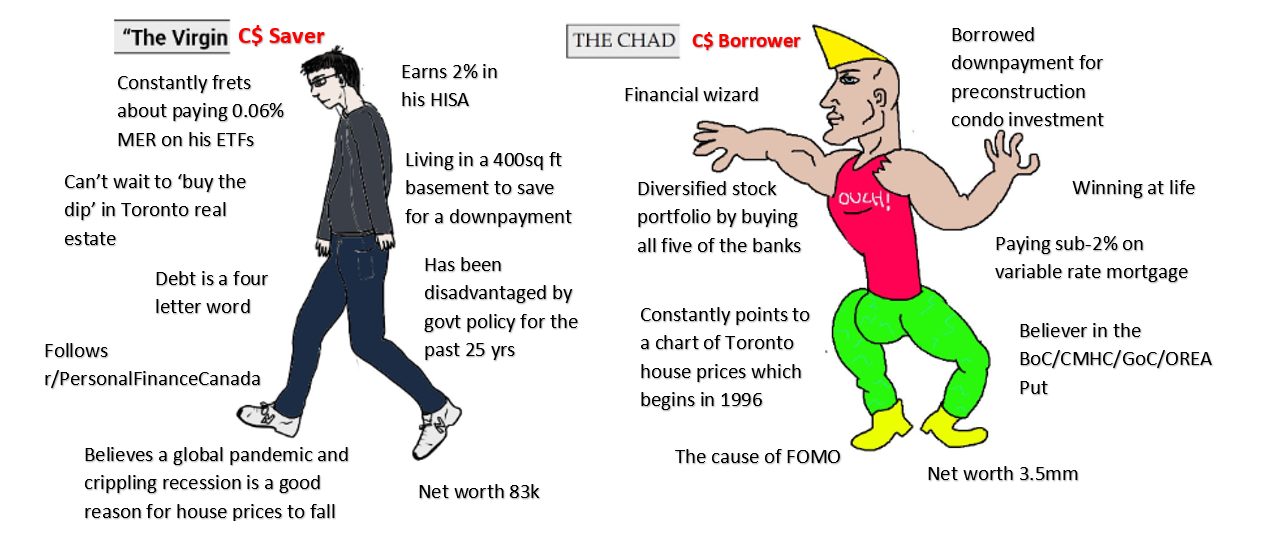 “The Virgin C$ Saver
Constantly frets
about paying 0.06%
MER on his ETFs
Earns 2% in
his HISA
Can’t wait to ‘buy the
dip’ in Toronto real
estate
Living in a 400sq ft
basement to save
for a downpayment
Debt is a four
letter word
Has been
disadvantaged by
govt policy for the
past 25 yrs
Follows
r/PersonalFinanceCanada
Believes a global pandemic and
crippling recession is a good
reason for house prices to fall
Net worth 83k
THE CHAD C$ Borrower
Financial wizard
Borrowed
downpayment for
preconstruction
condo investment
Diversified stock
portfolio by buying
all five of the banks
OUCH!
Winning at life
Paying sub-2% on
variable rate mortgage
Constantly points to
a chart of Toronto
house prices which
begins in 1996
Believer in the
BoC/CMHC/GoC/OREA
Put
The cause of FOMO
Net worth 3.5mm